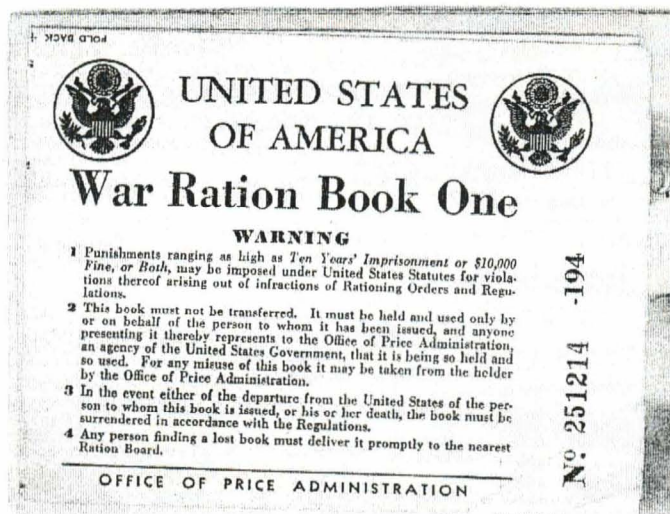 FOLD BACK
UNITED STATES
OF AMERICA
War Ration Book One
WARNING
1 Punishments ranging as high as Ten Years' Imprisonment or $10,000
Fine, or Both, may be imposed under United States Statutes for viola-
tions thereof arising out of infractions of Rationing Orders and Regu-
lations.
2 This book must not be transferred. It must be held and used only by
or on behalf of the person to whom it has been issued, and anyone
presenting it thereby represents to the Office of Price Administration,
an agency of the United States Government, that it is being so held and
so used. For any misuse of this book it may be taken from the holder
by the Office of Price Administration.
3 In the event either of the departure from the United States of the per-
son to whom this book is issued, or his or her death, the book must be
surrendered in accordance with the Regulations.
4 Any person finding a lost book must deliver it promptly to the nearest
Ration Board.
OFFICE OF PRICE ADMINISTRATION
Nº 251214 -194